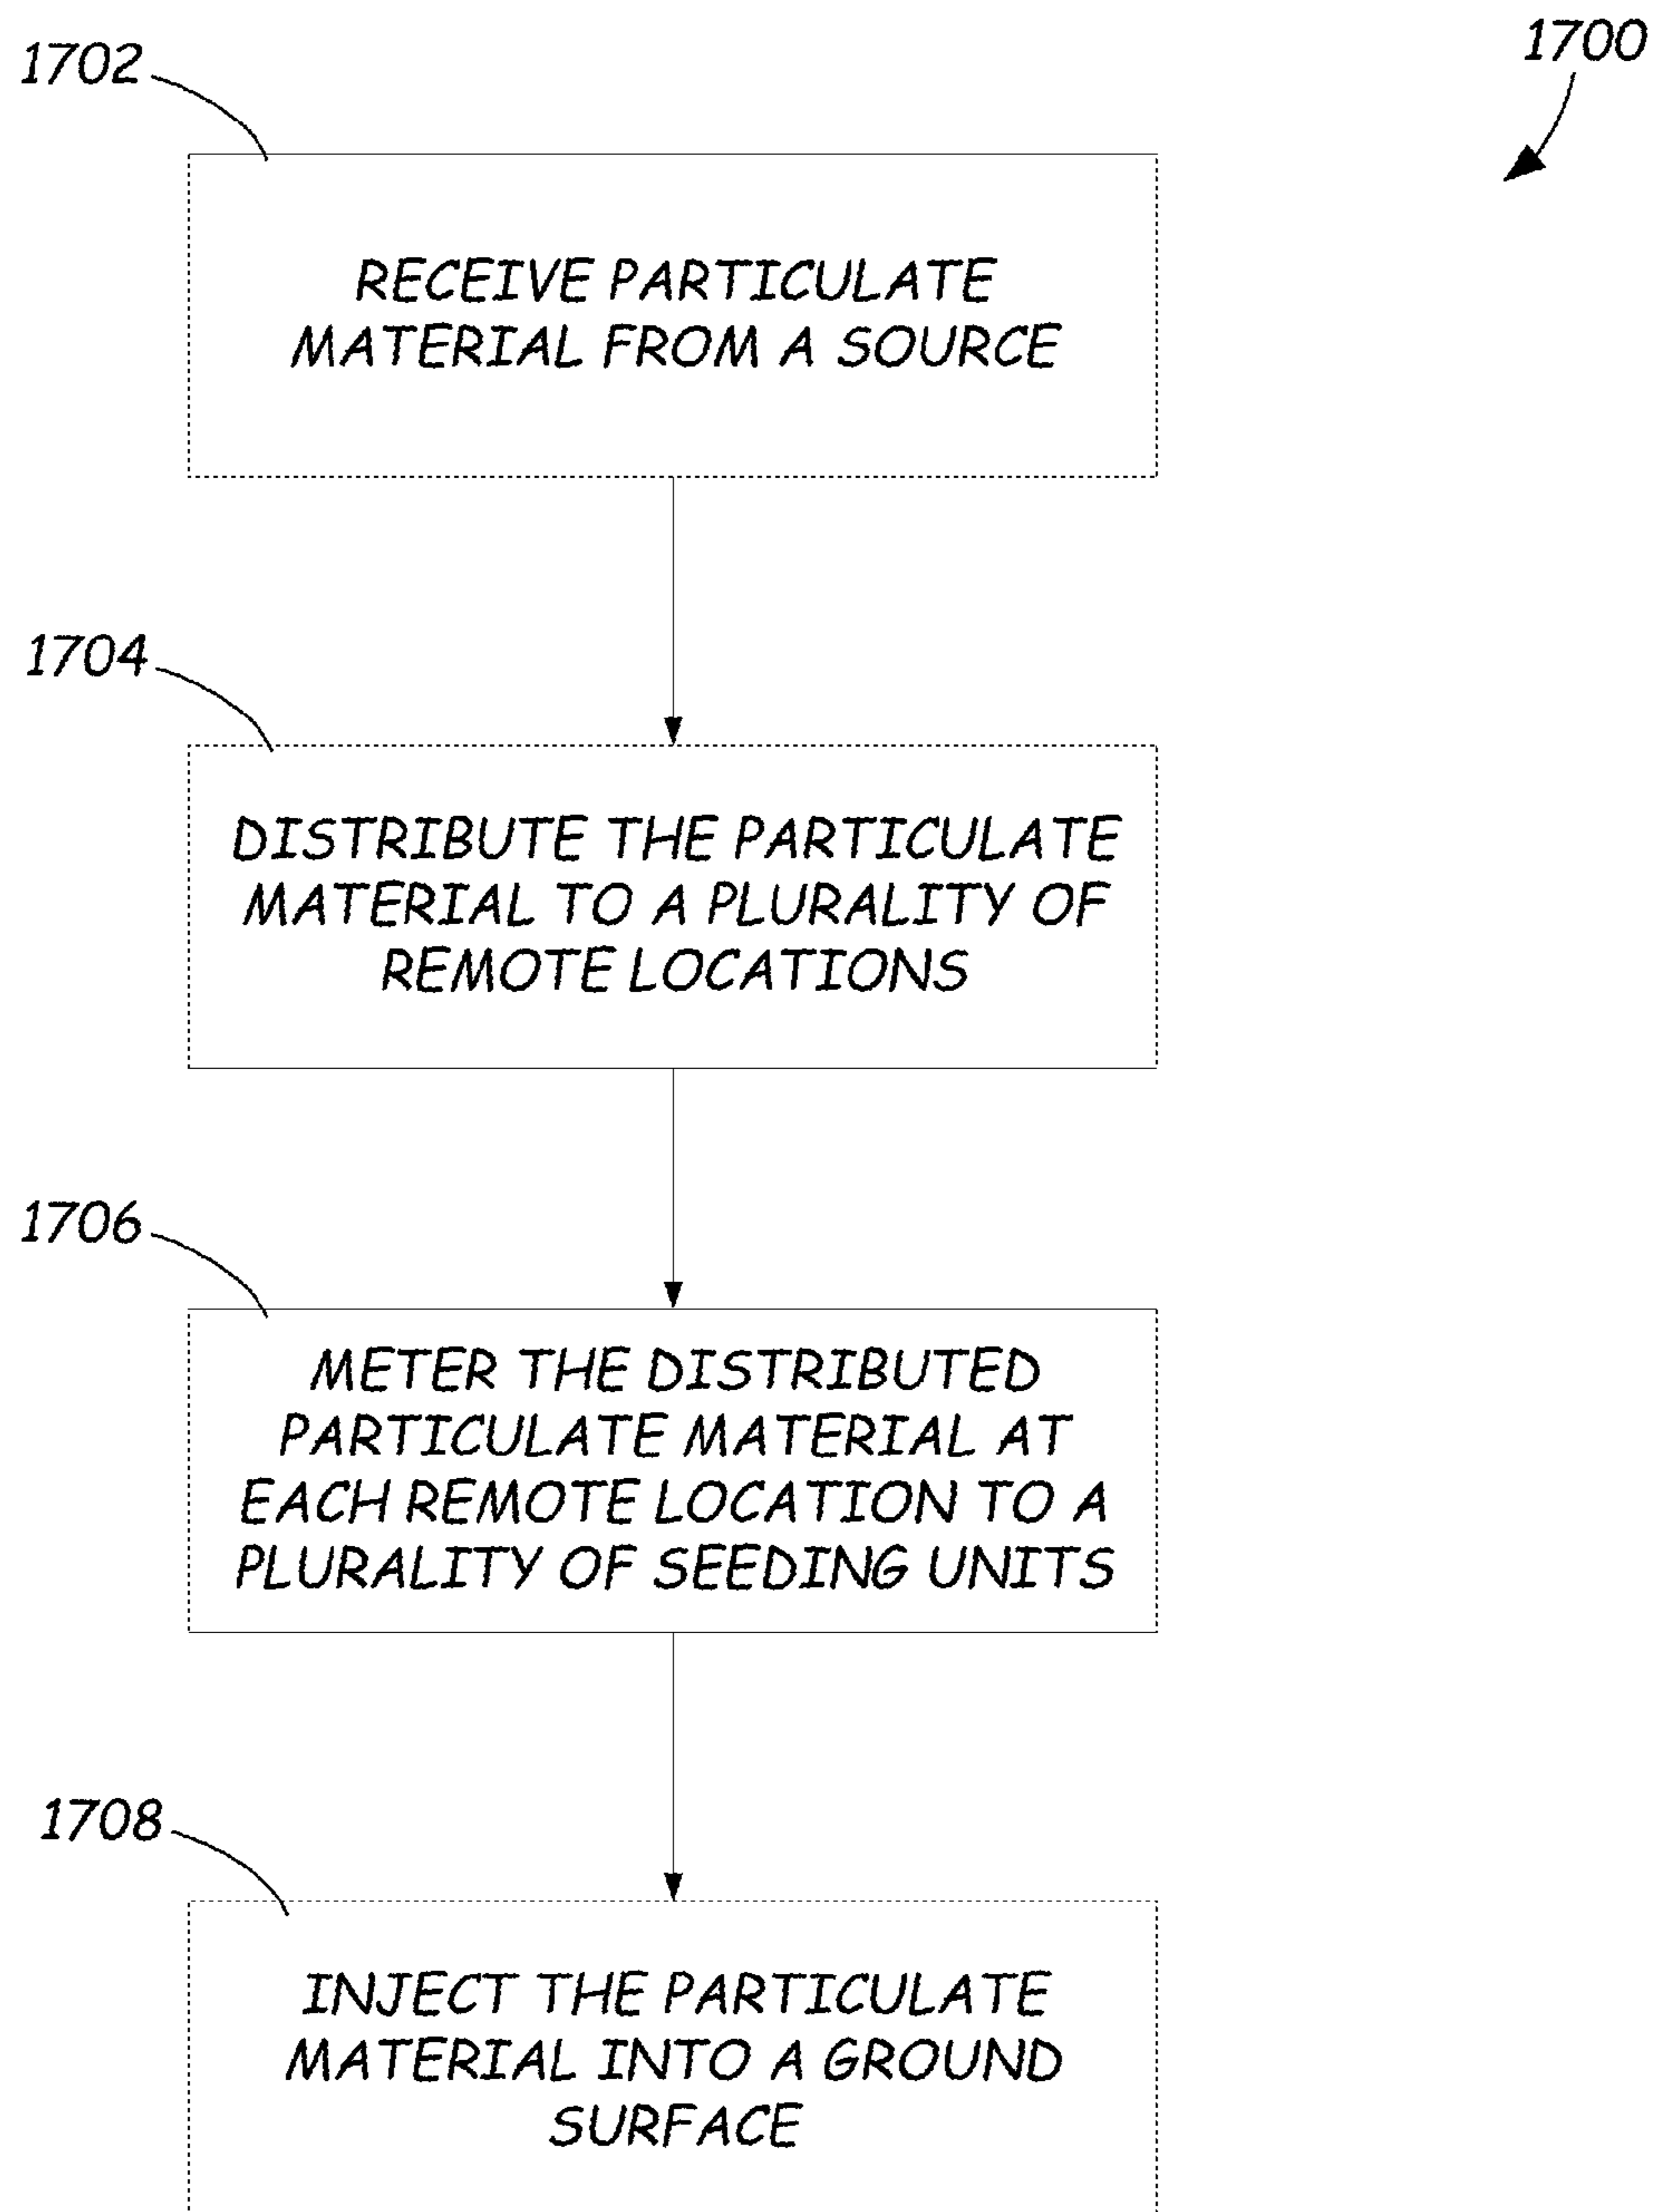 1700
1702
RECEIVE PARTICULATE
MATERIAL FROM A SOURCE
1704
DISTRIBUTE THE PARTICULATE
MATERIAL TO A PLURALITY OF
REMOTE LOCATIONS
1706
METER THE DISTRIBUTED
PARTICULATE MATERIAL AT
EACH REMOTE LOCATION TO A
PLURALITY OF SEEDING UNITS
1708
INJECT THE PARTICULATE
MATERIAL INTO A GROUND
SURFACE